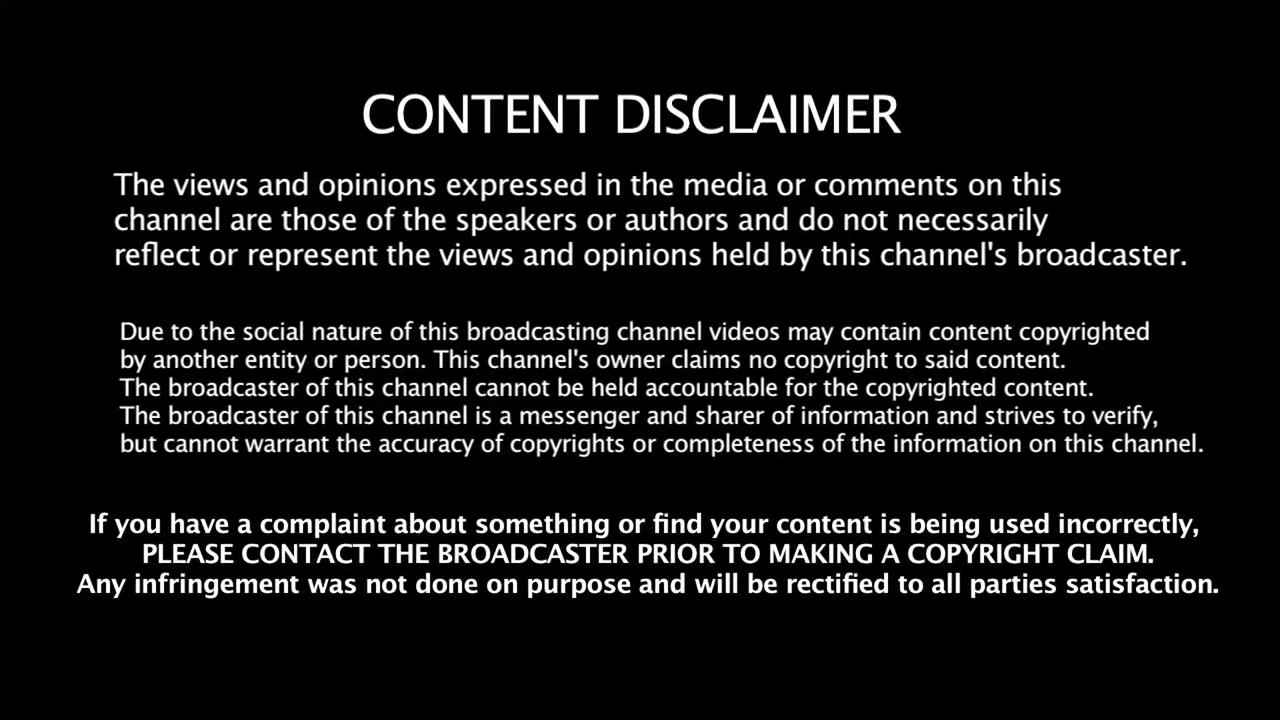 CONTENT DISCLAIMER
The views and opinions expressed in the media or comments on this
channel are those of the speakers or authors and do not necessarily
reflect or represent the views and opinions held by this channel's broadcaster.
Due to the social nature of this broadcasting channel videos may contain content copyrighted
by another entity or person. This channel's owner claims no copyright to said content.
The broadcaster of this channel cannot be held accountable for the copyrighted content.
The broadcaster of this channel is a messenger and sharer of information and strives to verify,
but cannot warrant the accuracy of copyrights or completeness of the information on this channel.
If you have a complaint about something or find your content is being used incorrectly,
PLEASE CONTACT THE BROADCASTER PRIOR TO MAKING A COPYRIGHT CLAIM.
Any infringement was not done on purpose and will be rectified to all parties satisfaction.